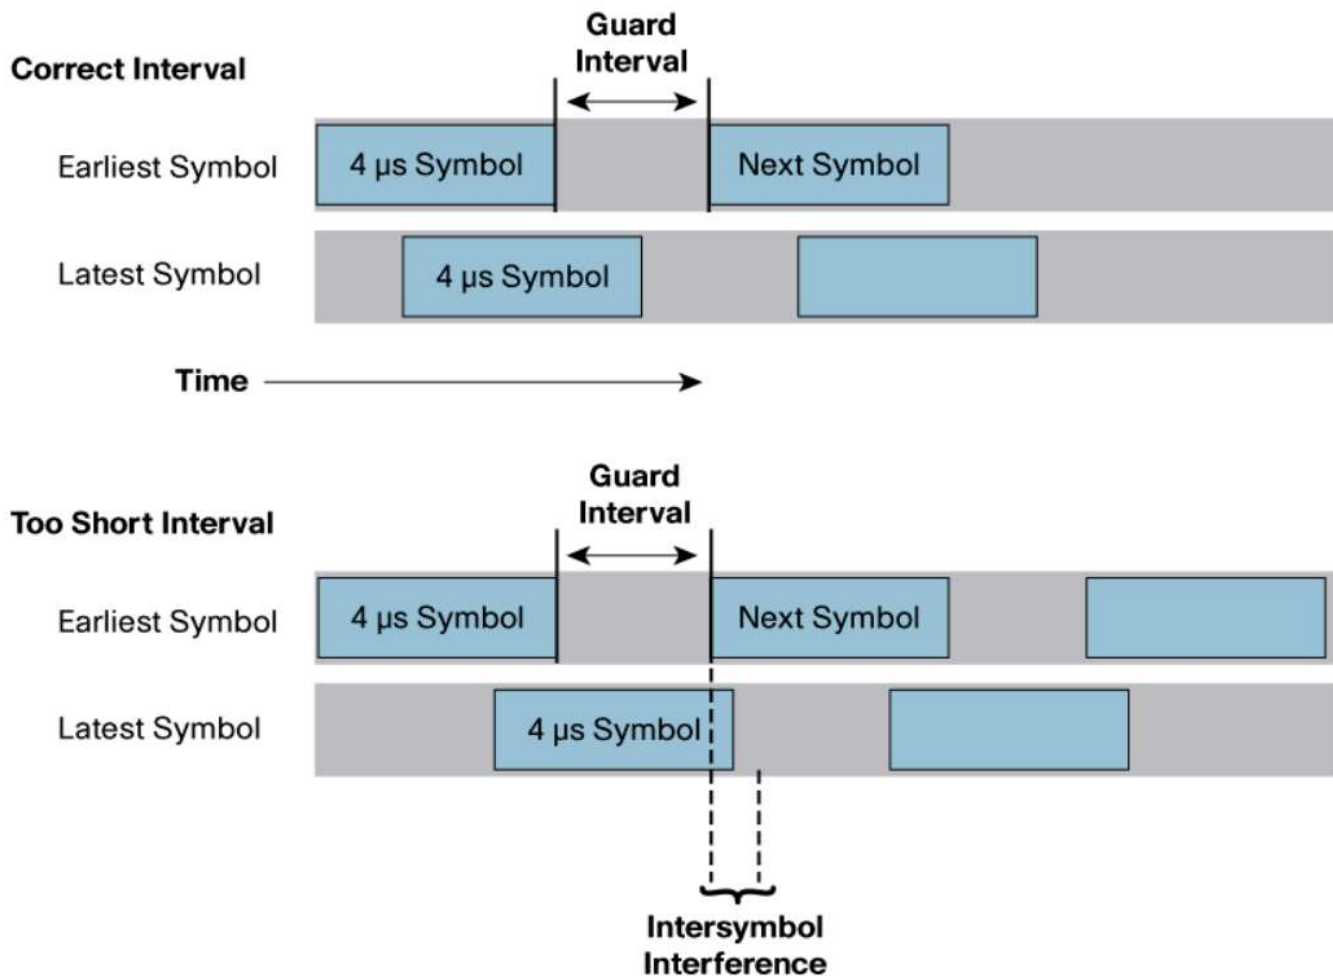 Guard
Interval
Correct Interval
Earliest Symbol
4 µs Symbol
Next Symbol
Latest Symbol
4 µs Symbol
Time
Guard
Interval
Too Short Interval
Earliest Symbol
4 µs Symbol
Next Symbol
Latest Symbol
4 µs Symbol
Intersymbol
Interference